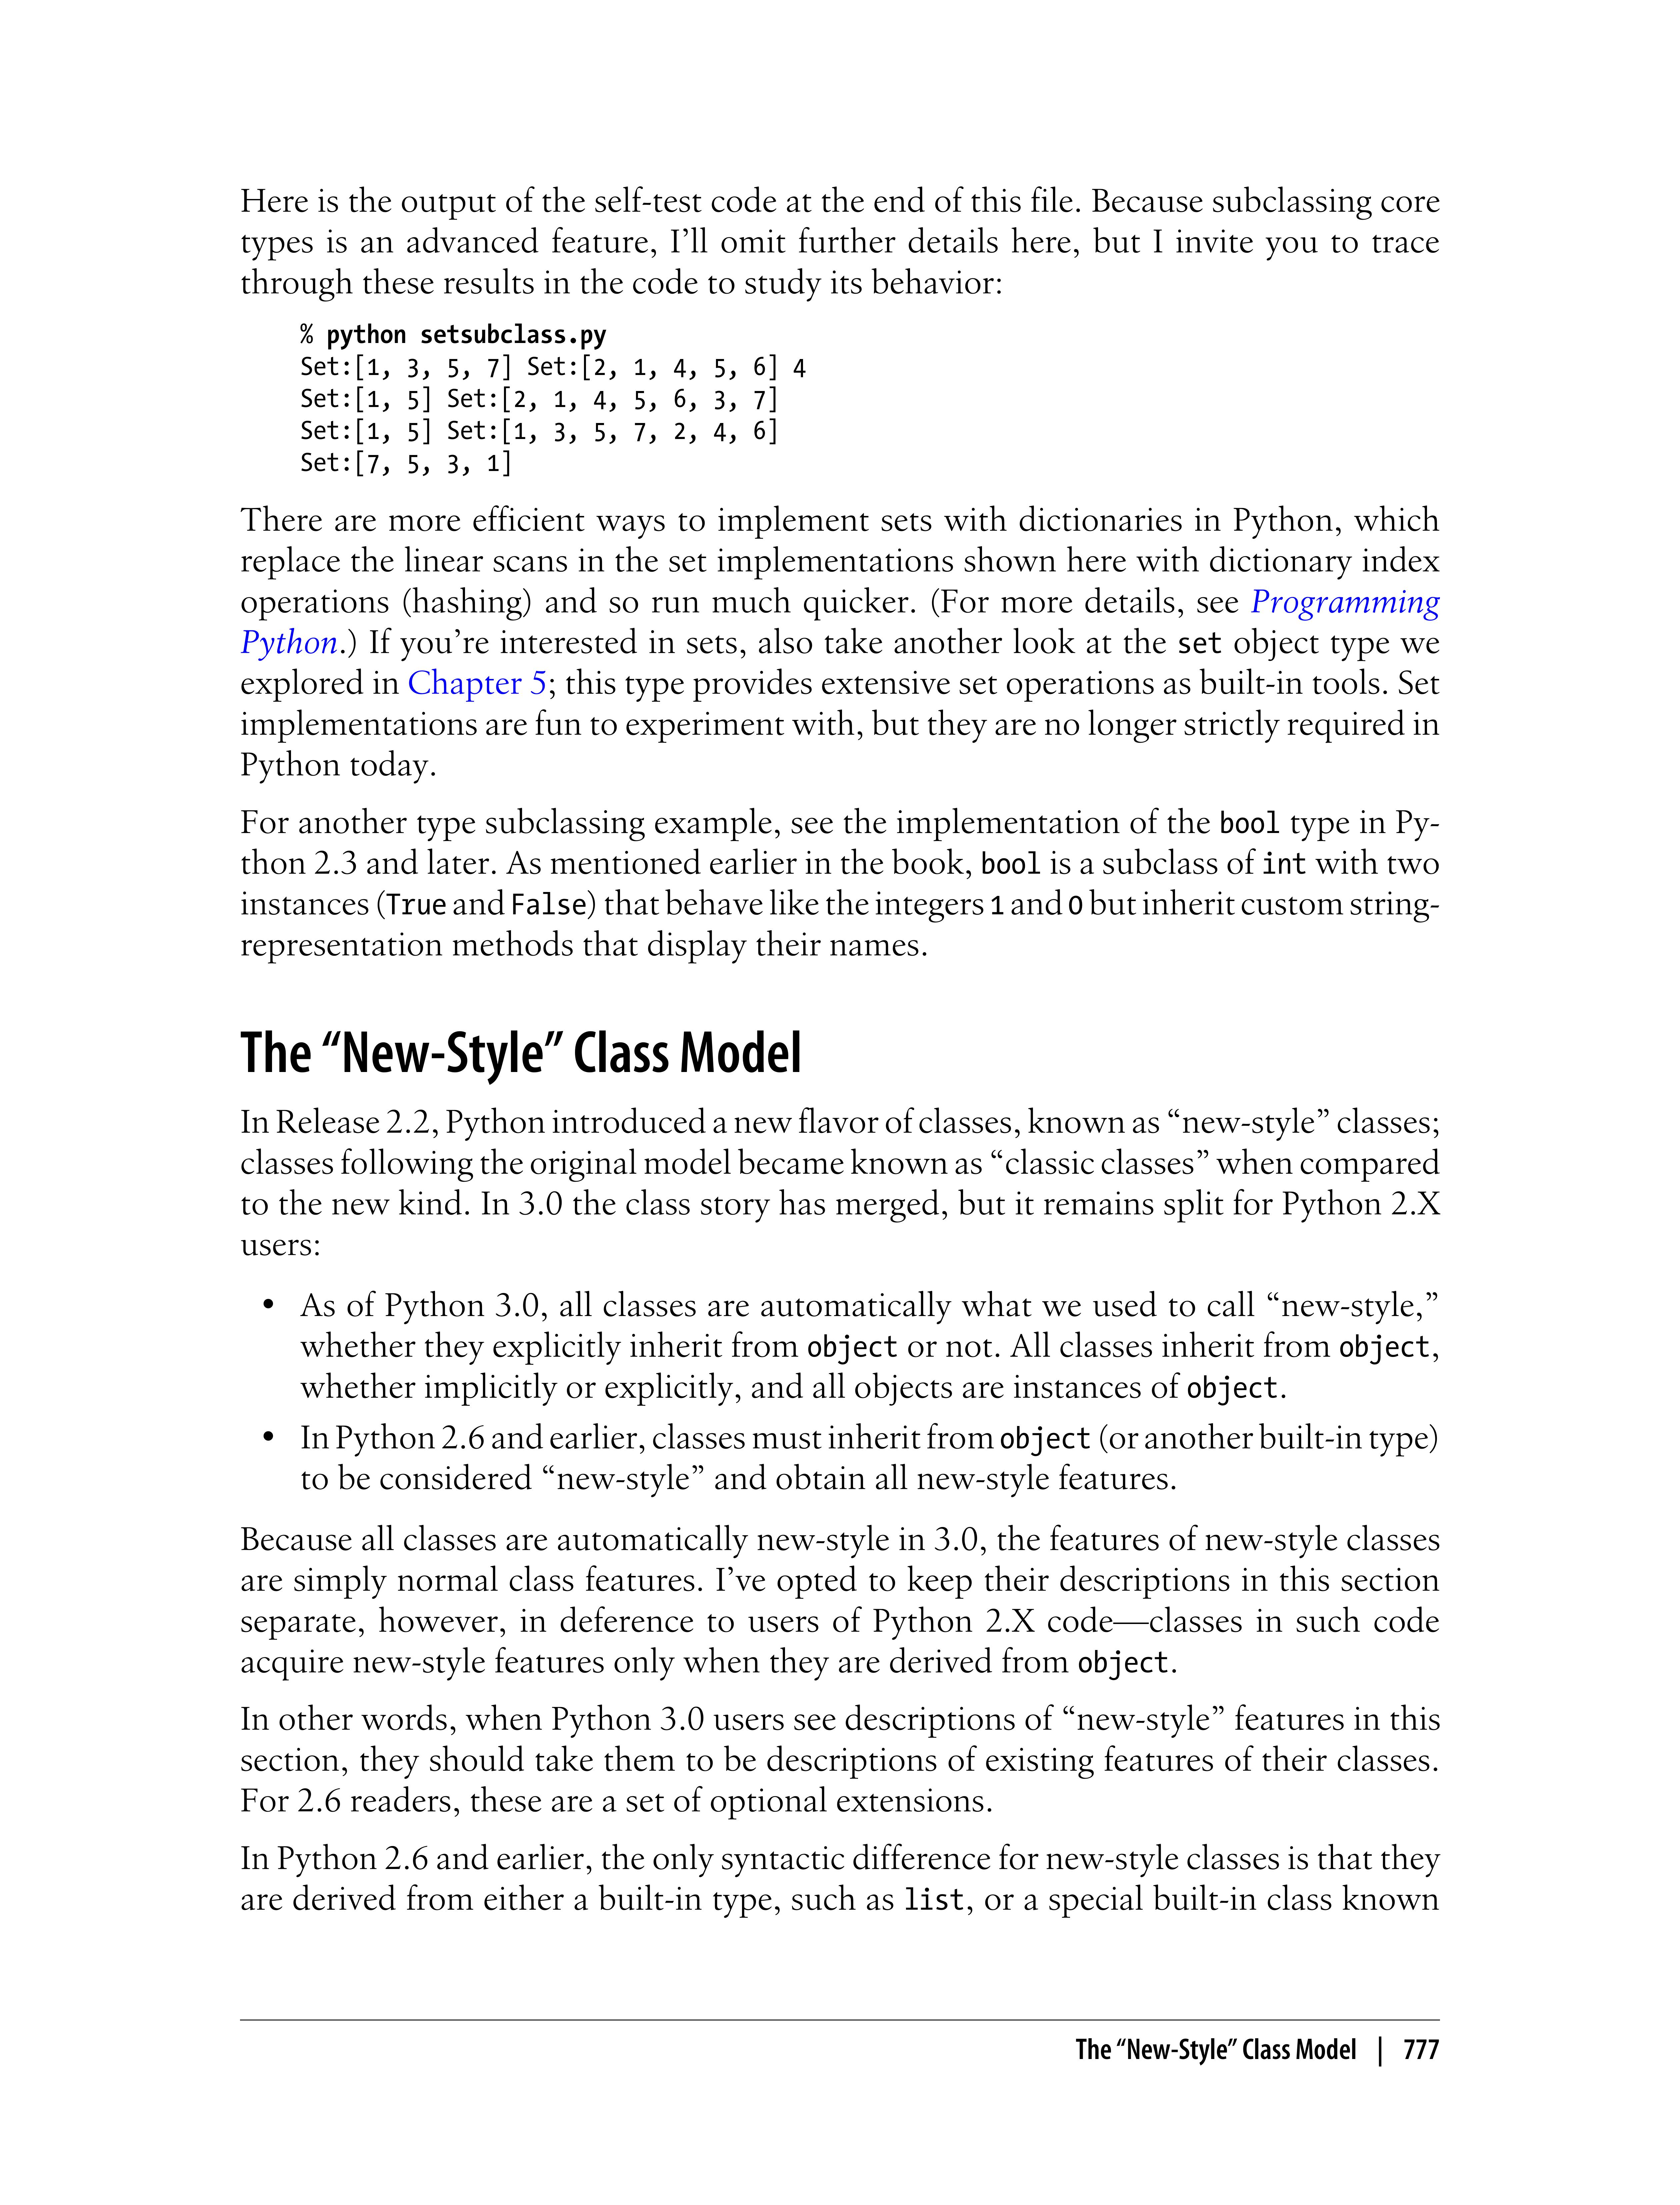 Here is the output of the self-test code at the end of this file. Because subclassing core
types is an advanced feature, I’ll omit further details here, but I invite you to trace
through these results in the code to study its behavior:
% python setsubclass.py
Set:[1, 3, 5, 7] Set:[2, 1, 4, 5, 6] 4
Set:[1, 5] Set:[2, 1, 4, 5, 6, 3, 7]
Set:[1, 5] Set:[1, 3, 5, 7, 2, 4, 6]
Set:[7, 5, 3, 1]
There are more efficient ways to implement sets with dictionaries in Python, which
replace the linear scans in the set implementations shown here with dictionary index
operations (hashing) and so run much quicker. (For more details, see Programming
Python.) If you’re interested in sets, also take another look at the set object type we
explored in Chapter 5; this type provides extensive set operations as built-in tools. Set
implementations are fun to experiment with, but they are no longer strictly required in
Python today.
For another type subclassing example, see the implementation of the bool type in Py-
thon 2.3 and later. As mentioned earlier in the book, bool is a subclass of int with two
instances (True and False) that behave like the integers 1 and 0 but inherit custom string-
representation methods that display their names.
The “New-Style” Class Model
In Release 2.2, Python introduced a new flavor of classes, known as “new-style” classes;
classes following the original model became known as “classic classes” when compared
to the new kind. In 3.0 the class story has merged, but it remains split for Python 2.X
users:
• As of Python 3.0, all classes are automatically what we used to call “new-style,”
whether they explicitly inherit from object or not. All classes inherit from object,
whether implicitly or explicitly, and all objects are instances of object.
• In Python 2.6 and earlier, classes must inherit from object (or another built-in type)
to be considered “new-style” and obtain all new-style features.
Because all classes are automatically new-style in 3.0, the features of new-style classes
are simply normal class features. I’ve opted to keep their descriptions in this section
separate, however, in deference to users of Python 2.X code—classes in such code
acquire new-style features only when they are derived from object.
In other words, when Python 3.0 users see descriptions of “new-style” features in this
section, they should take them to be descriptions of existing features of their classes.
For 2.6 readers, these are a set of optional extensions.
In Python 2.6 and earlier, the only syntactic difference for new-style classes is that they
are derived from either a built-in type, such as list, or a special built-in class known
The “New-Style” Class Model | 777